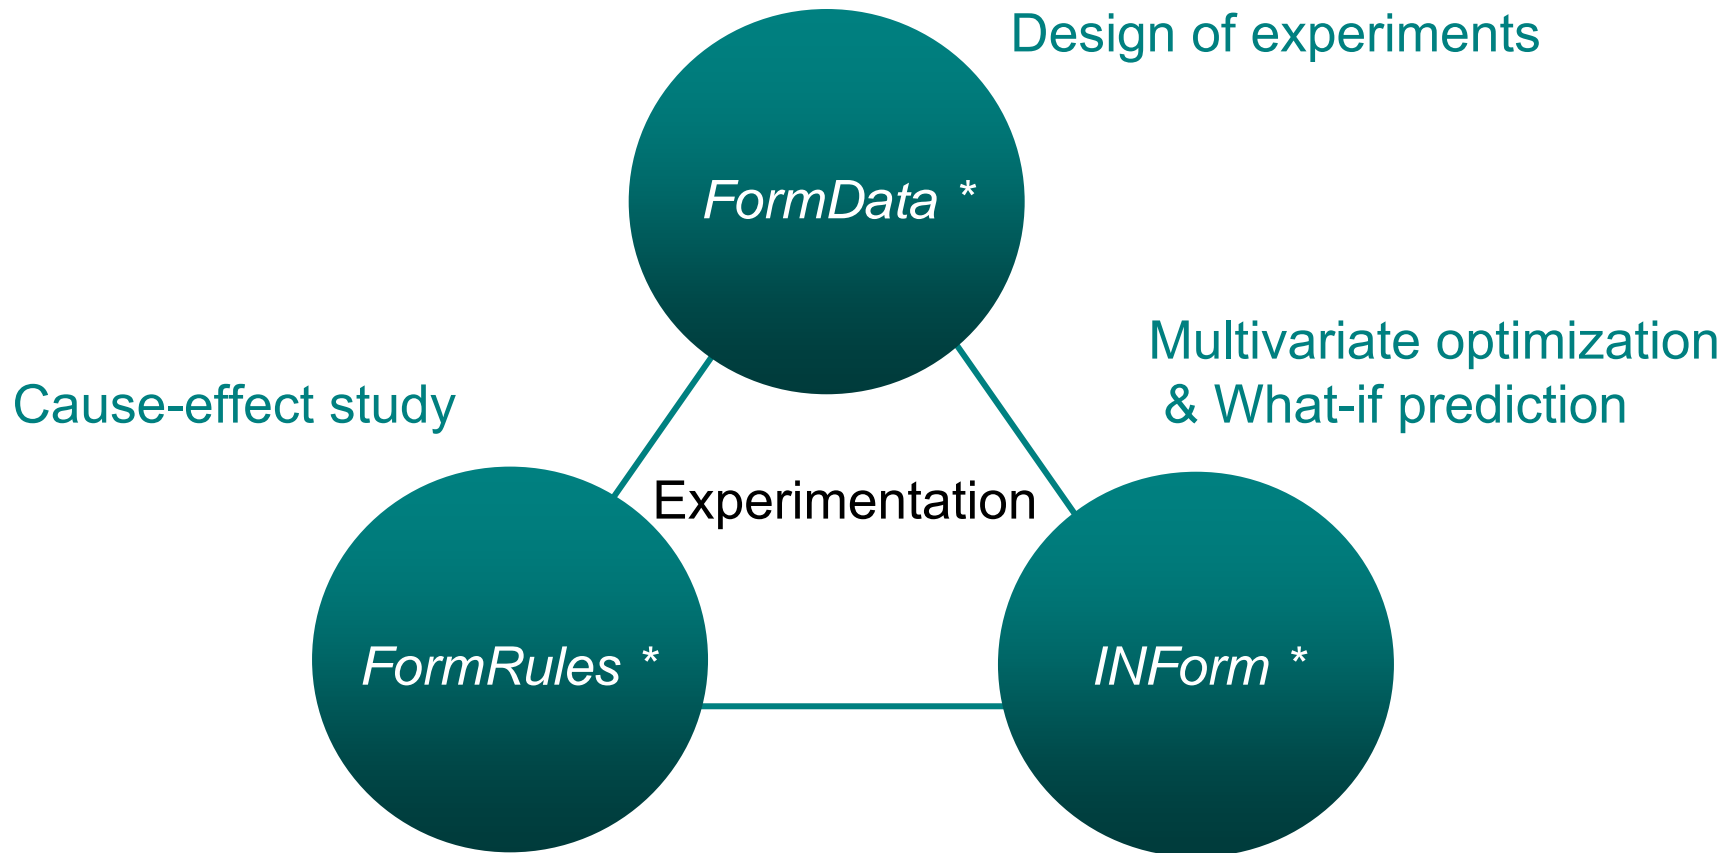 Design of experiments
FormData *
Multivariate optimization
& What-if prediction
Cause-effect study
Experimentation
FormRules *
INForm *